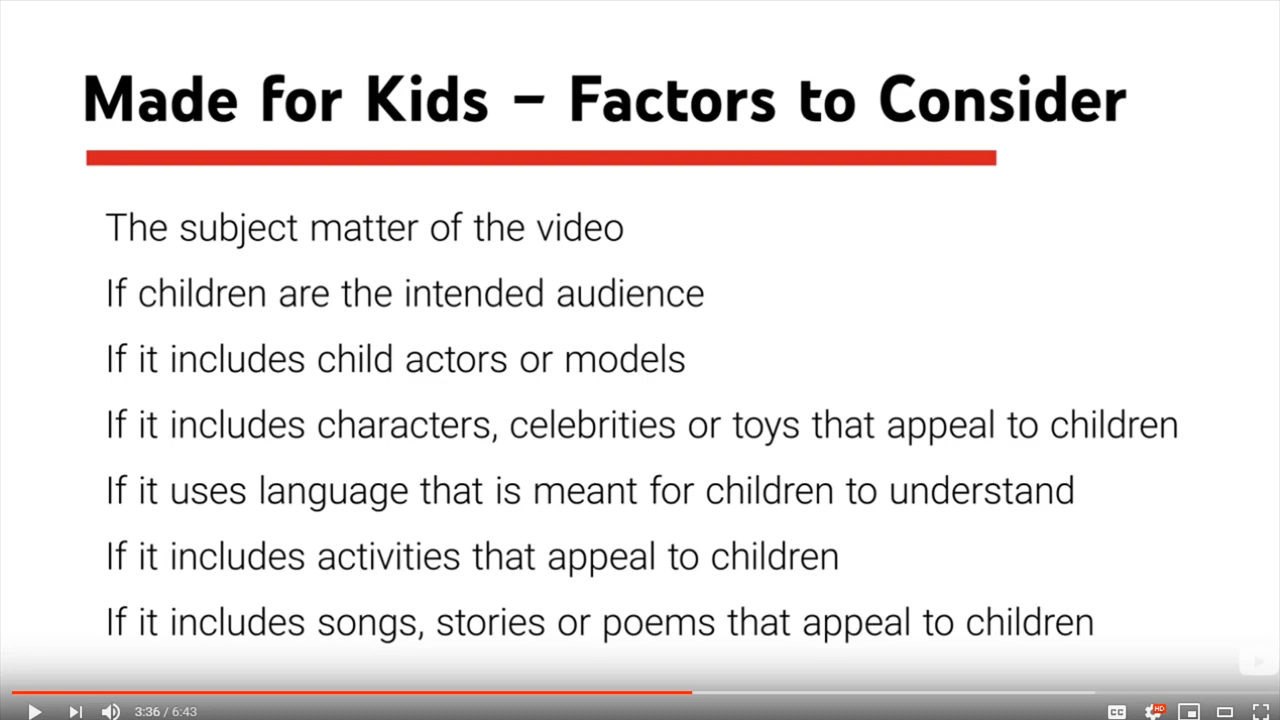 Made for Kids – Factors to Consider
The subject matter of the video
If children are the intended audience
If it includes child actors or models
If it includes characters, celebrities or toys that appeal to children
If it uses language that is meant for children to understand
If it includes activities that appeal to children
If it includes songs, stories or poems that appeal to children
3:36 / 6:43 CC HD